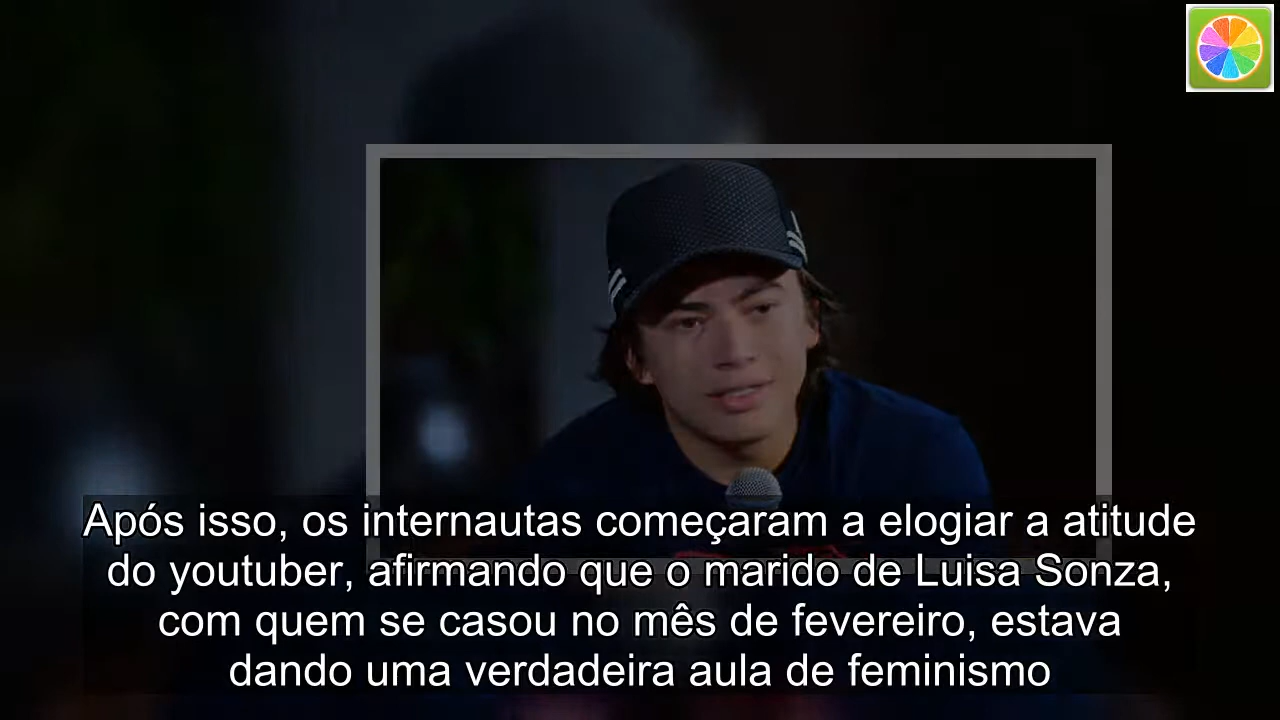 Após isso, os internautas começaram a elogiar a atitude
do youtuber, afirmando que o marido de Luisa Sonza,
com quem se casou no mês de fevereiro, estava
dando uma verdadeira aula de feminismo